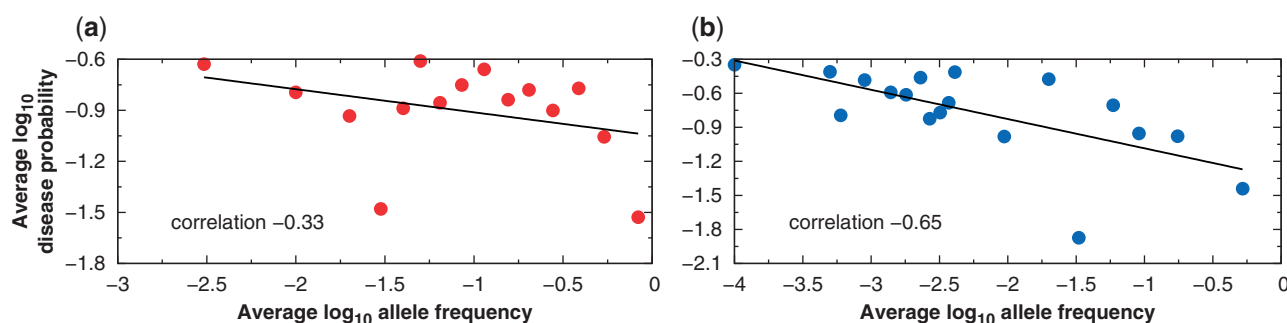 (a)
Average log10
disease probability
−0.6
−0.9
−1.2
−1.5
−1.8
correlation −0.33
−3 −2.5 −2 −1.5 −1 −0.5 0
Average log10 allele frequency
(b)
−0.3
−0.6
−0.9
−1.2
−1.5
−1.8
−2.1
correlation −0.65
−4 −3.5 −3 −2.5 −2 −1.5 −1 −0.5 0
Average log10 allele frequency